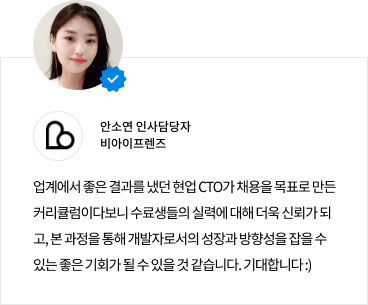 안소연 인사담당자
비아이프렌즈
업계에서 좋은 결과를 냈던 현업 CTO가 채용을 목표로 만든
커리큘럼이다보니 수료생들의 실력에 대해 더욱 신뢰가 되
고, 본 과정을 통해 개발자로서의 성장과 방향성을 잡을 수
있는 좋은 기회가 될 수 있을 것 같습니다. 기대합니다 :)